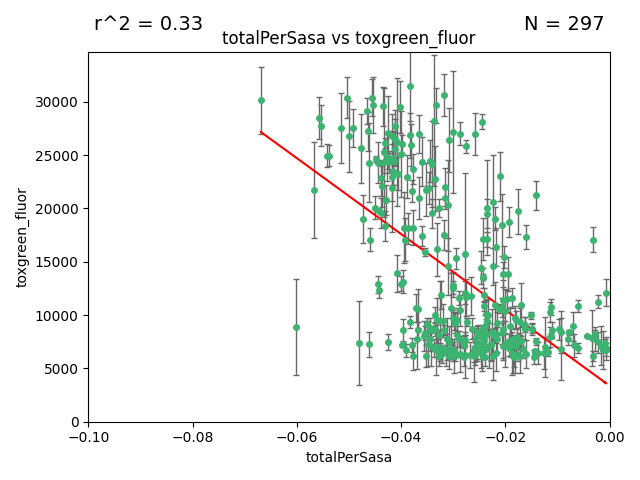 r^2 = 0.33
N = 297
totalPerSasa vs toxgreen_fluor
toxgreen_fluor
30000
25000
20000
15000
10000
5000
0
−0.10
−0.08
−0.06
−0.04
−0.02
0.00
totalPerSasa